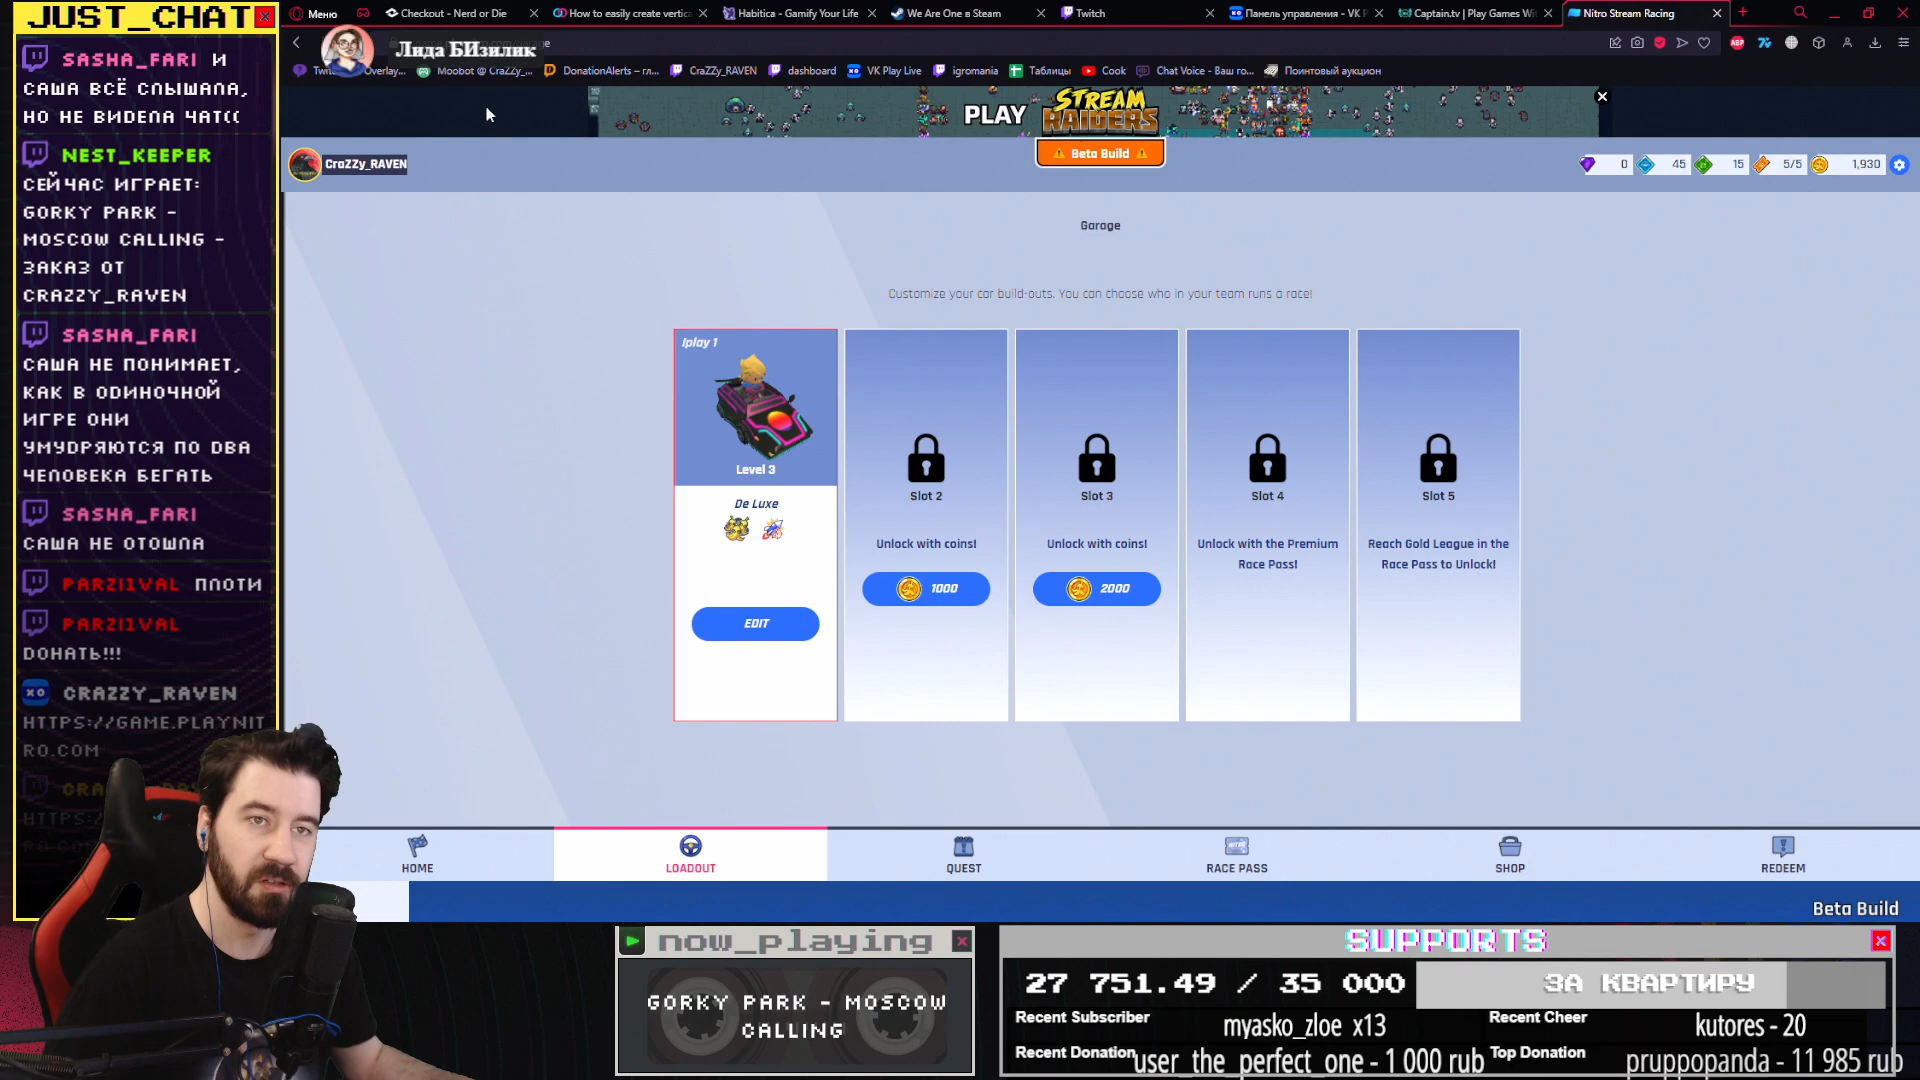 JUST_CHAT
SASHA_FARI И
САША ВСЁ СЛЫШАЛА,
НО НЕ ВИДЕЛА ЧАТ((
NEST_KEEPER
СЕЙЧАС ИГРАЕТ:
GORKY PARK -
MOSCOW CALLING -
ЗАКАЗ ОТ
CRAZZY_RAVEN
SASHA_FARI
САША НЕ ПОНИМАЕТ,
КАК В ОДИНОЧНОЙ
ИГРЕ ОНИ
УМУДРЯЮТСЯ ПО ДВА
ЧЕЛОВЕКА БЕГАТЬ
SASHA_FARI
САША НЕ ОТОШЛА
PARZI1VAL ПЛОТИ
PARZI1VAL
ДОНАТЬ!!!
CRAZZY_RAVEN
HTTPS://GAME.PLAYNIT
RO.COM
Меню
Checkout - Nerd or Die
How to easily create vertic
Habitica - Gamify Your Life
We Are One в Steam
Twitch
Панель управления - VK P
Captain.tv | Play Games Wi
Nitro Stream Racing
Лида БИзилик
Overlay...
Moobot @ CraZzy_...
DonationAlerts – гл...
CraZZy_RAVEN
dashboard
VK Play Live
igromania
Таблицы
Cook
Chat Voice - Ваш го...
Поинтовый аукцион
PLAY STREAM RAIDERS
CraZZy_RAVEN
Beta Build
0
45
15
5/5
1,930
Garage
Customize your car build-outs. You can choose who in your team runs a race!
1play 1
Level 3
De Luxe
EDIT
Slot 2
Unlock with coins!
1000
Slot 3
Unlock with coins!
2000
Slot 4
Unlock with the Premium
Race Pass!
Slot 5
Reach Gold League in the
Race Pass to Unlock!
HOME
LOADOUT
QUEST
RACE PASS
SHOP
REDEEM
Beta Build
now_playing
GORKY PARK - MOSCOW
CALLING
SUPPORTS
27 751.49 / 35 000
ЗА КВАРТИРУ
Recent Subscriber
myasko_zloe x13
Recent Cheer
kutores - 20
Recent Donation
user_the_perfect_one - 1 000 rub
Top Donation
pruppopanda - 11 985 rub